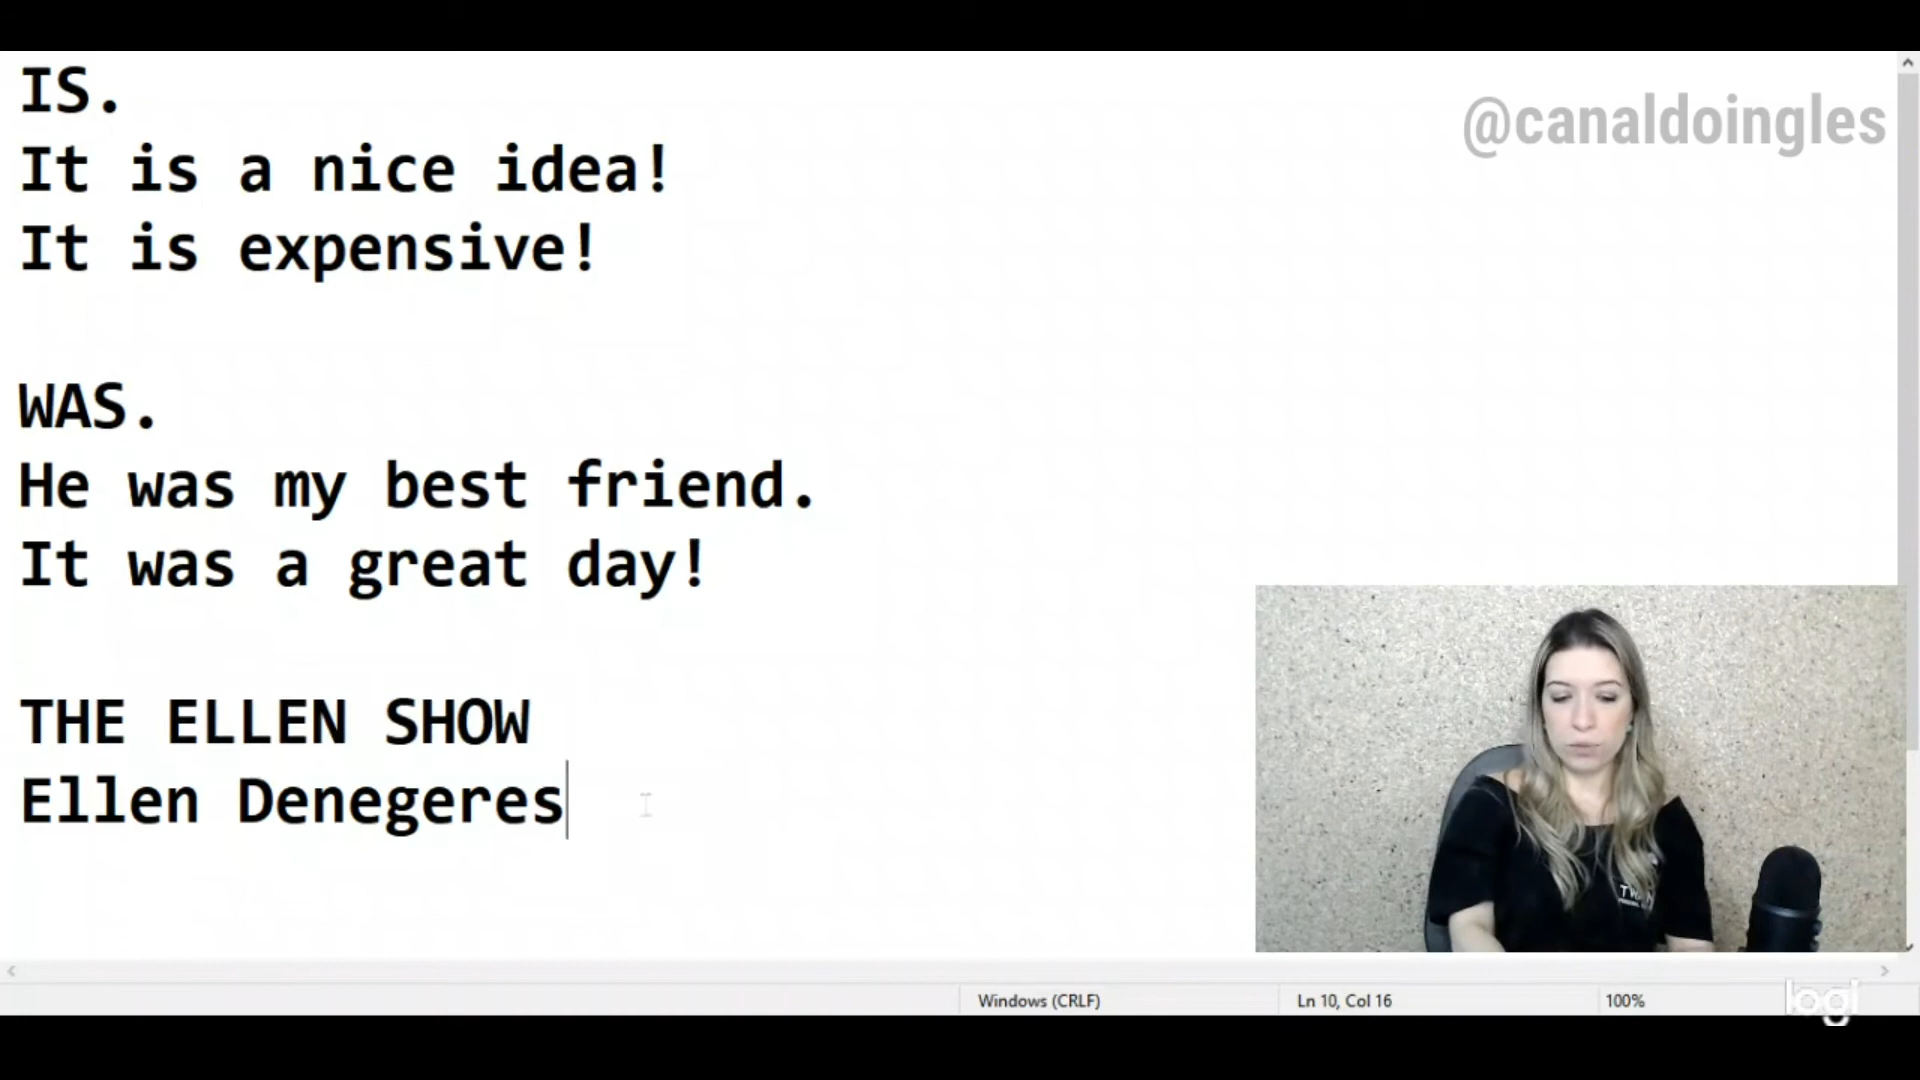 IS.
@canaldoingles
It is a nice idea!
It is expensive!
WAS.
He was my best friend.
It was a great day!
THE ELLEN SHOW
Ellen Denegeres
Windows (CRLF)
Ln 10, Col 16
100%
logi